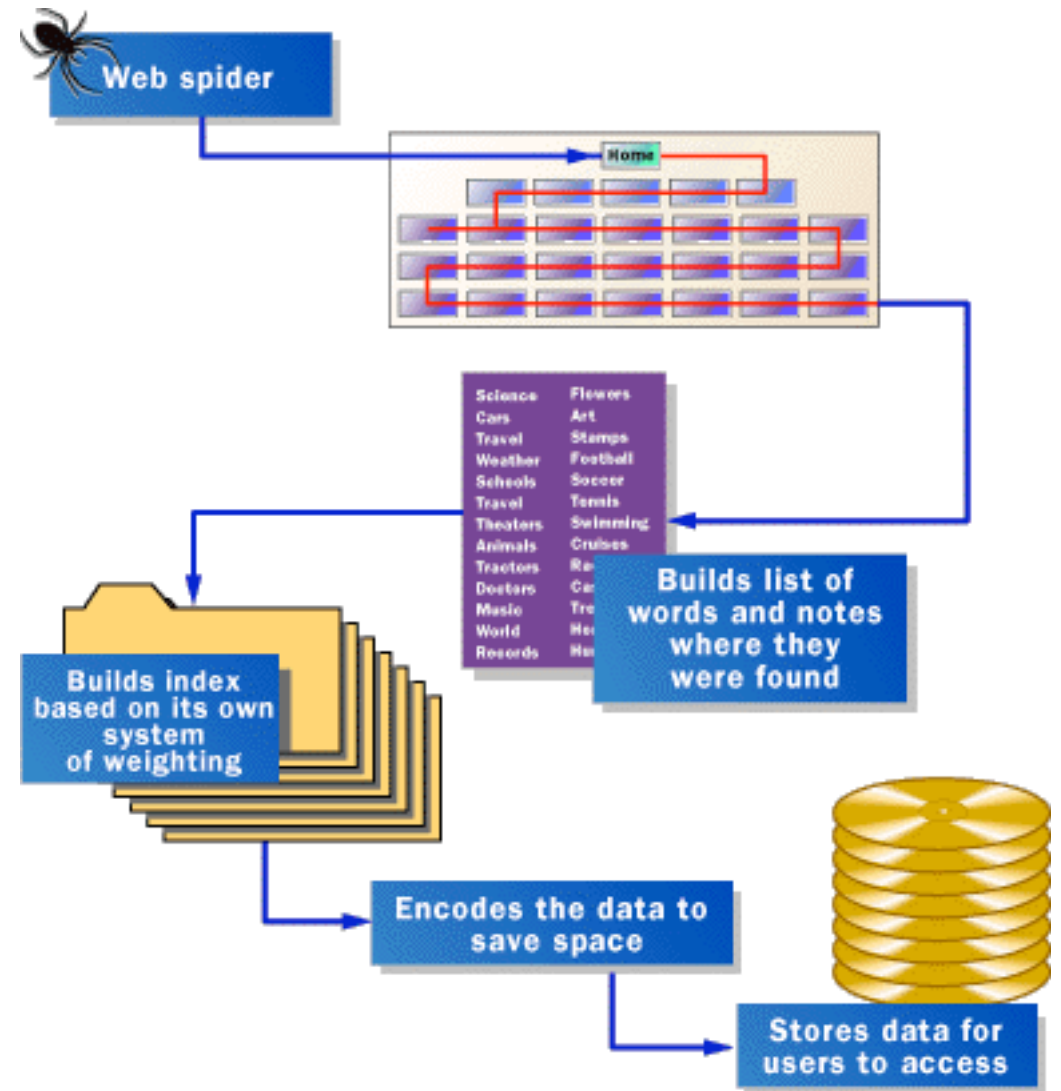 Web spider
Home
Science
Cars
Travel
Weather
Schools
Travel
Theaters
Animals
Tractors
Doctors
Music
World
Records
Flowers
Art
Stamps
Football
Soccer
Tennis
Swimming
Cruises
Builds list of
words and notes
where they
were found
Builds index
based on its own
system
of weighting
Encodes the data to
save space
Stores data for
users to access